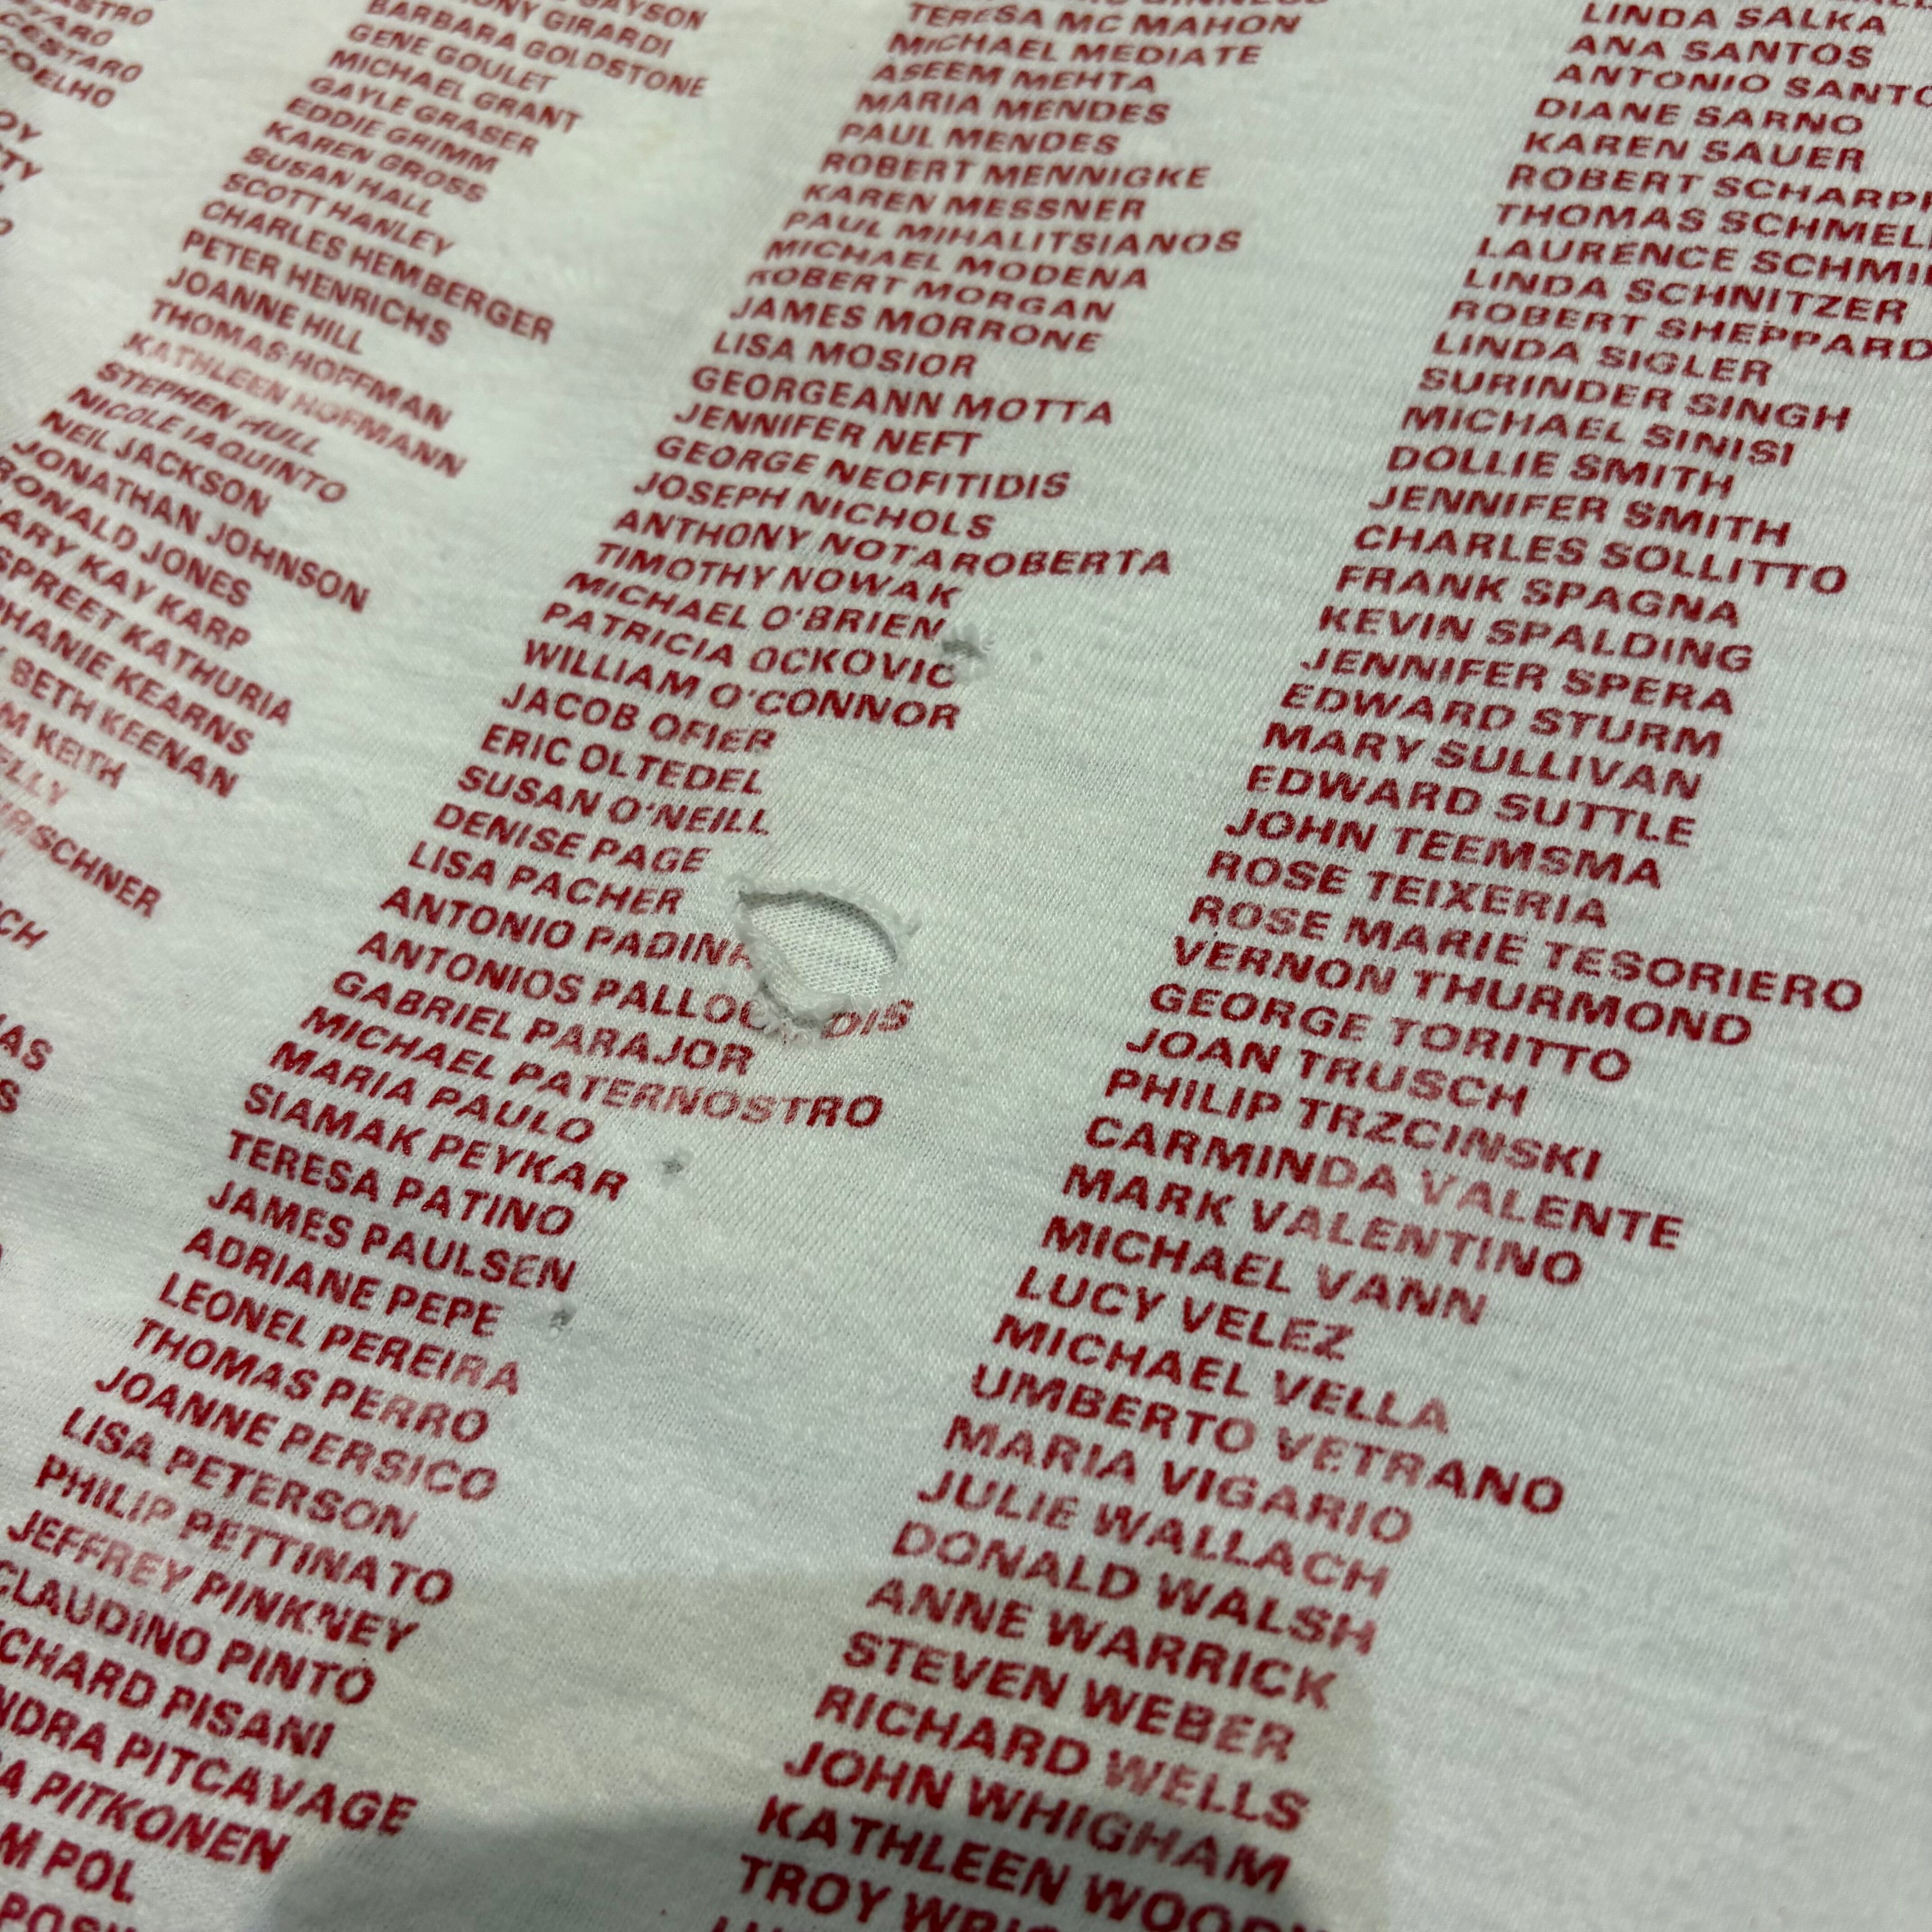 CESTARO
COELHO
GAYSON
GIRARDI
BARBARA GOLDSTONE
GENE GOULET
MICHAEL GRANT
GAYLE GRASER
EDDIE GRIMM
KAREN GROSS
SUSAN HALL
SCOTT HANLEY
CHARLES HEMBERGER
PETER HENRICHS
JOANNE HILL
THOMAS HOFFMAN
KATHLEEN HOFMANN
STEPHEN HULL
NICOLE IAQUINTO
NEIL JACKSON
JONATHAN JOHNSON
RONALD JONES
KAY KARP
KATHURIA
KEARNS
BETH KEENAN
KEITH
TERESA MC MAHON
MICHAEL MEDIATE
ASEEM MEHTA
MARIA MENDES
PAUL MENDES
ROBERT MENNIGKE
KAREN MESSNER
PAUL MIHALITSIANOS
MICHAEL MODENA
ROBERT MORGAN
JAMES MORRONE
LISA MOSIOR
GEORGEANN MOTTA
JENNIFER NEFT
GEORGE NEOFITIDIS
JOSEPH NICHOLS
ANTHONY NOTAROBERTA
TIMOTHY NOWAK
MICHAEL O'BRIEN
PATRICIA OCKOVIC
WILLIAM O'CONNOR
JACOB OFIER
ERIC OLTEDEL
SUSAN O'NEILL
DENISE PAGE
LISA PACHER
ANTONIO PADINA
ANTONIOS
GABRIEL PARAJOR
MICHAEL PATERNOSTRO
MARIA PAULO
SIAMAK PEYKAR
TERESA PATINO
JAMES PAULSEN
ADRIANE PEPE
LEONEL PEREIRA
THOMAS PERRO
JOANNE PERSICO
LISA PETERSON
PHILIP PETTINATO
JEFFREY PINKNEY
CLAUDINO PINTO
PISANI
PITCAVAGE
PITKONEN
POL
LINDA SALKA
ANA SANTOS
ANTONIO
DIANE SARNO
KAREN SAUER
ROBERT
THOMAS
LAURENCE
LINDA SCHNITZER
ROBERT SHEPPARD
LINDA SIGLER
SURINDER SINGH
MICHAEL SINISI
DOLLIE SMITH
JENNIFER SMITH
CHARLES SOLLITTO
FRANK SPAGNA
KEVIN SPALDING
JENNIFER SPERA
EDWARD STURM
MARY SULLIVAN
EDWARD SUTTLE
JOHN TEEMSMA
ROSE TEIXERIA
ROSE MARIE TESORIERO
VERNON THURMOND
GEORGE TORITTO
JOAN TRUSCH
PHILIP TRZCINSKI
CARMINDA VALENTE
MARK VALENTINO
MICHAEL VANN
LUCY VELEZ
MICHAEL VELLA
UMBERTO VETRANO
MARIA VIGARIO
JULIE WALLACH
DONALD WALSH
ANNE WARRICK
STEVEN WEBER
RICHARD WELLS
JOHN WHIGHAM
KATHLEEN
TROY